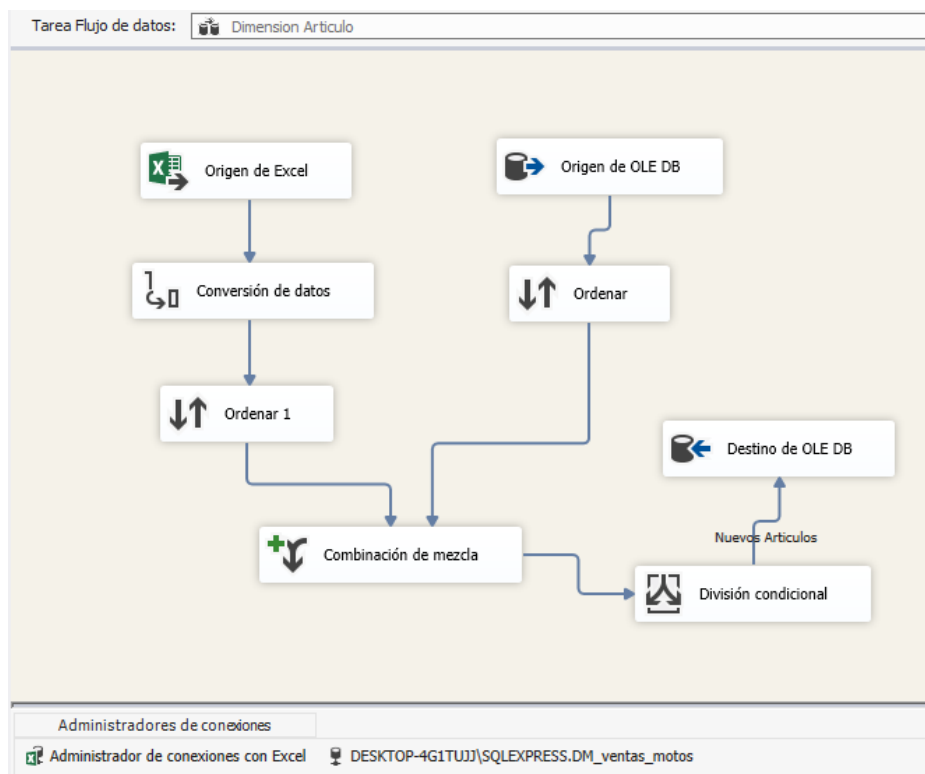 Tarea Flujo de datos: Dimension Articulo
Origen de Excel
Origen de OLE DB
Conversión de datos
Ordenar
Ordenar 1
Destino de OLE DB
Nuevos Articulos
Combinación de mezcla
División condicional
Administradores de conexiones
Administrador de conexiones con Excel DESKTOP-4G1TUJJ\SQLEXPRESS.DM_ventas_motos